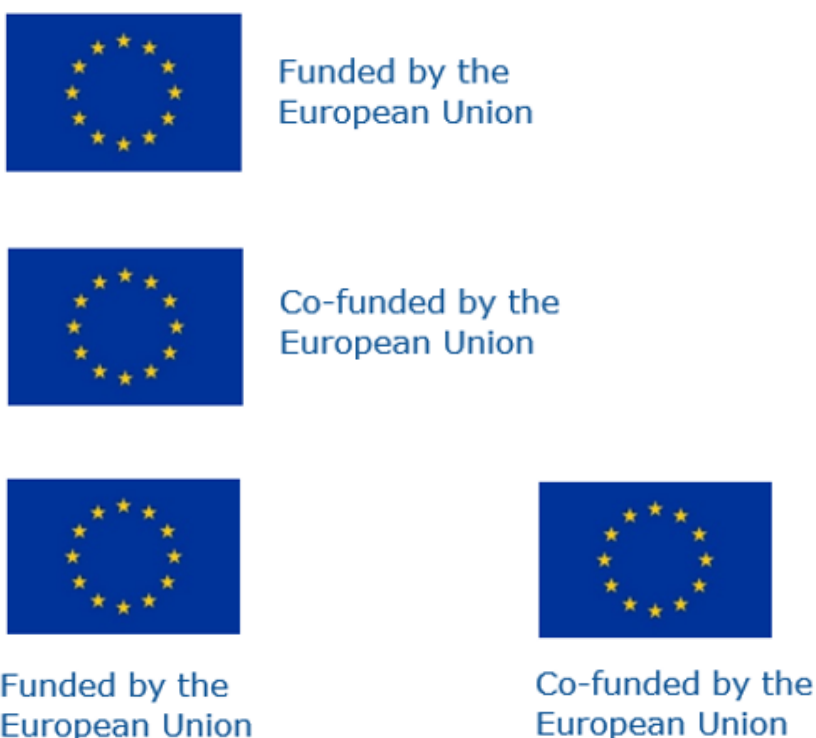 Funded by the
European Union
Co-funded by the
European Union
Funded by the
European Union
Co-funded by the
European Union